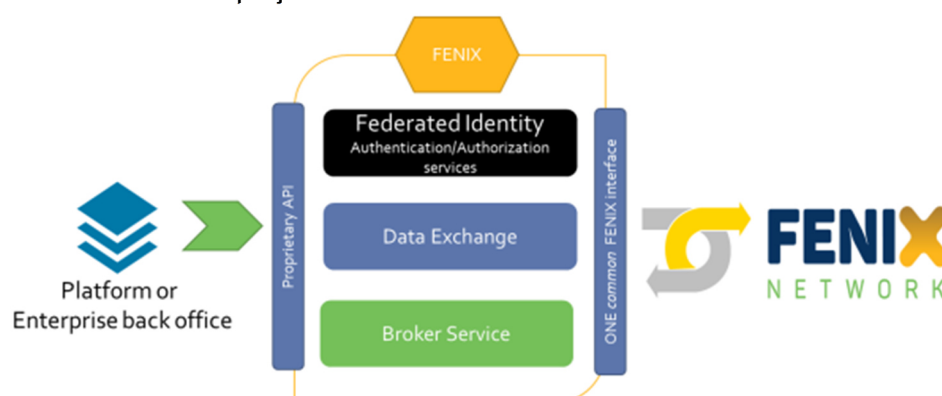 FENIX
Federated Identity
Authentication/Authorization
services
Proprietary API
Data Exchange
ONE common FENIX interface
Broker Service
Platform or
Enterprise back office
FENIX
NETWORK